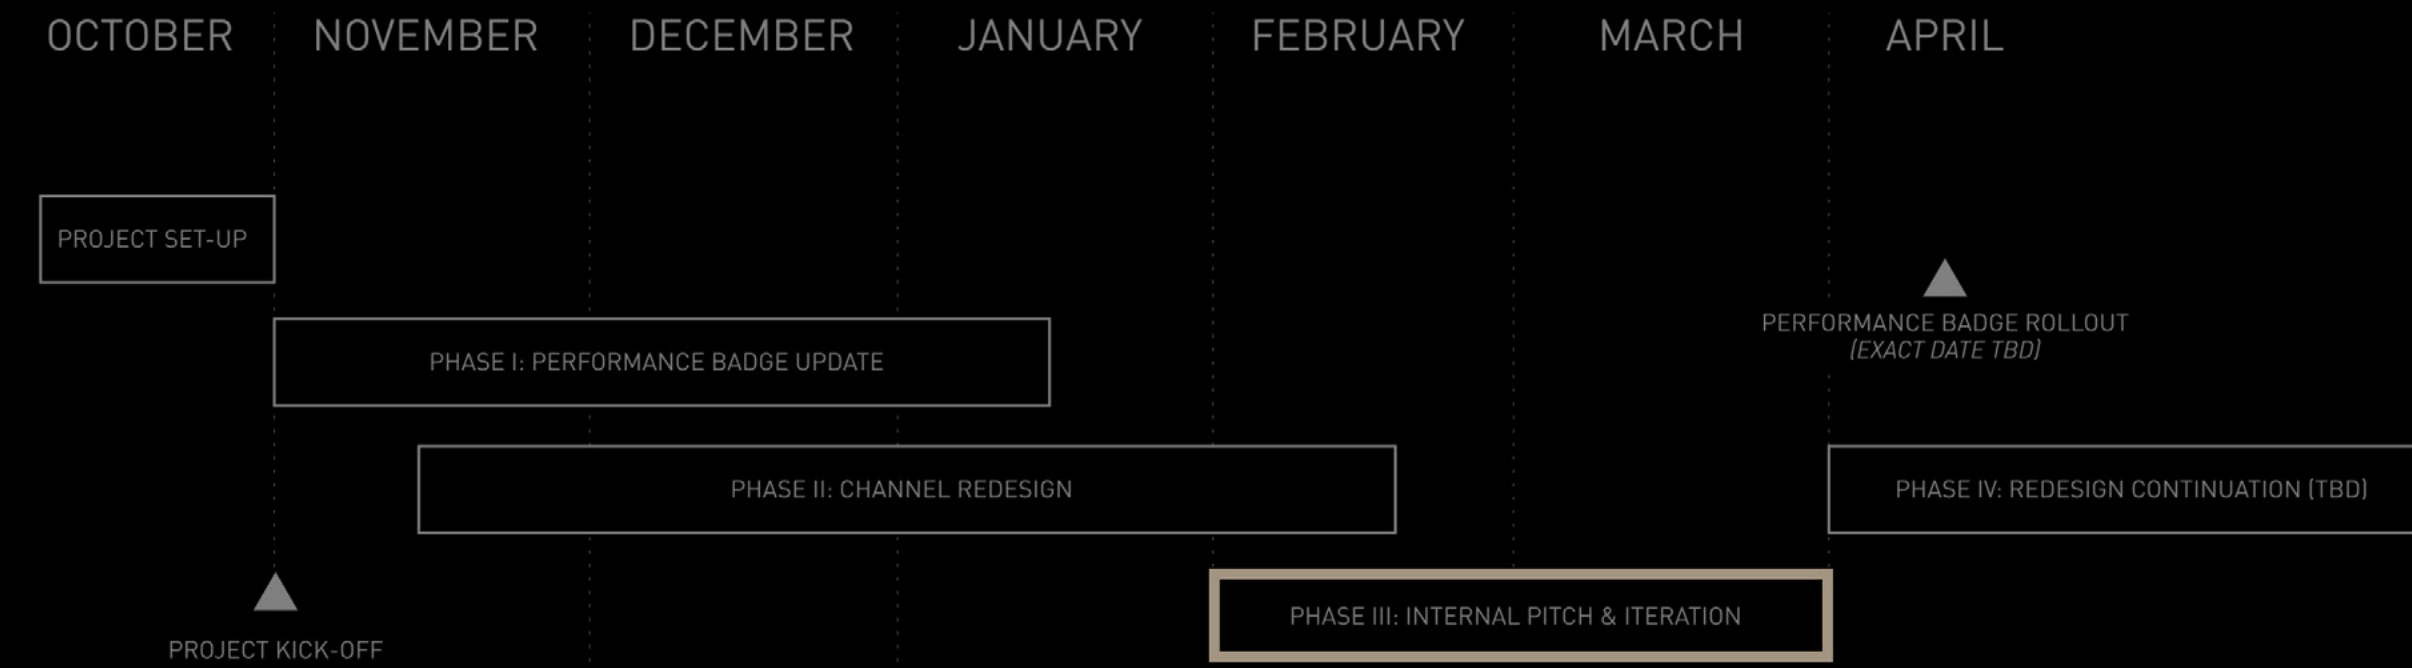 OCTOBER
NOVEMBER
DECEMBER
JANUARY
FEBRUARY
MARCH
APRIL
PROJECT SET-UP
PERFORMANCE BADGE ROLLOUT
(EXACT DATE TBD)
PHASE I: PERFORMANCE BADGE UPDATE
PHASE II: CHANNEL REDESIGN
PHASE IV: REDESIGN CONTINUATION (TBD)
PHASE III: INTERNAL PITCH & ITERATION
PROJECT KICK-OFF